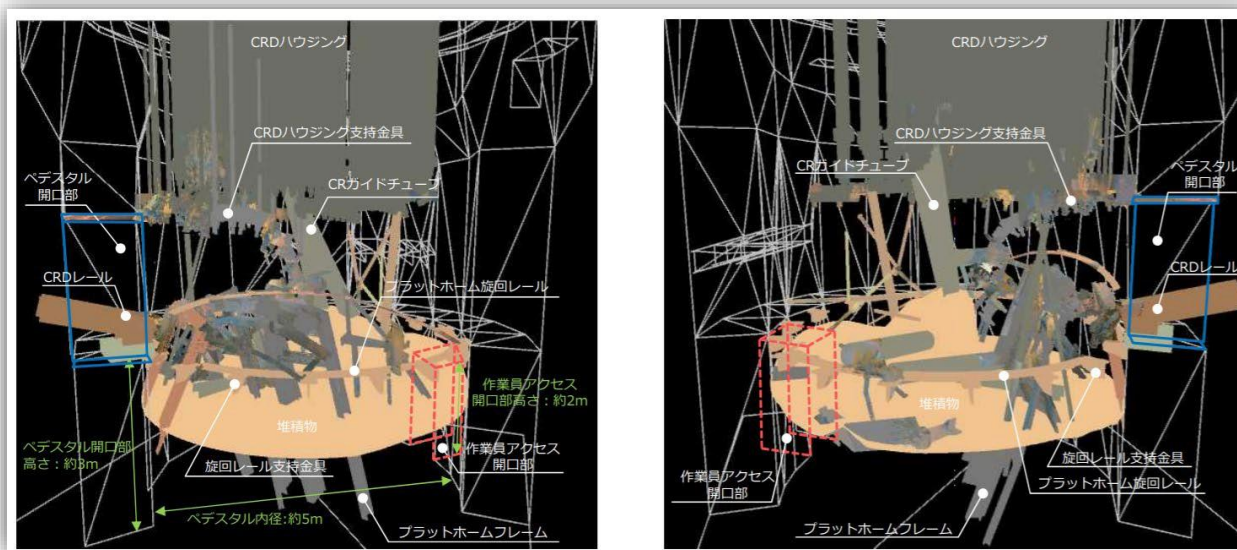 CRDハウジング
CRDハウジング支持金具
CRガイドチューブ
ペデスタル
開口部
CRDレール
プラットホーム旋回レール
作業員アクセス
開口部高さ：約2m
堆積物
ペデスタル開口部
高さ：約3m
旋回レール支持金具
作業員アクセス
開口部
ペデスタル内径:約5m
プラットホームフレーム
CRDハウジング
CRDハウジング支持金具
CRガイドチューブ
ペデスタル
開口部
CRDレール
堆積物
旋回レール支持金具
作業員アクセス
開口部
プラットホーム旋回レール
プラットホームフレーム